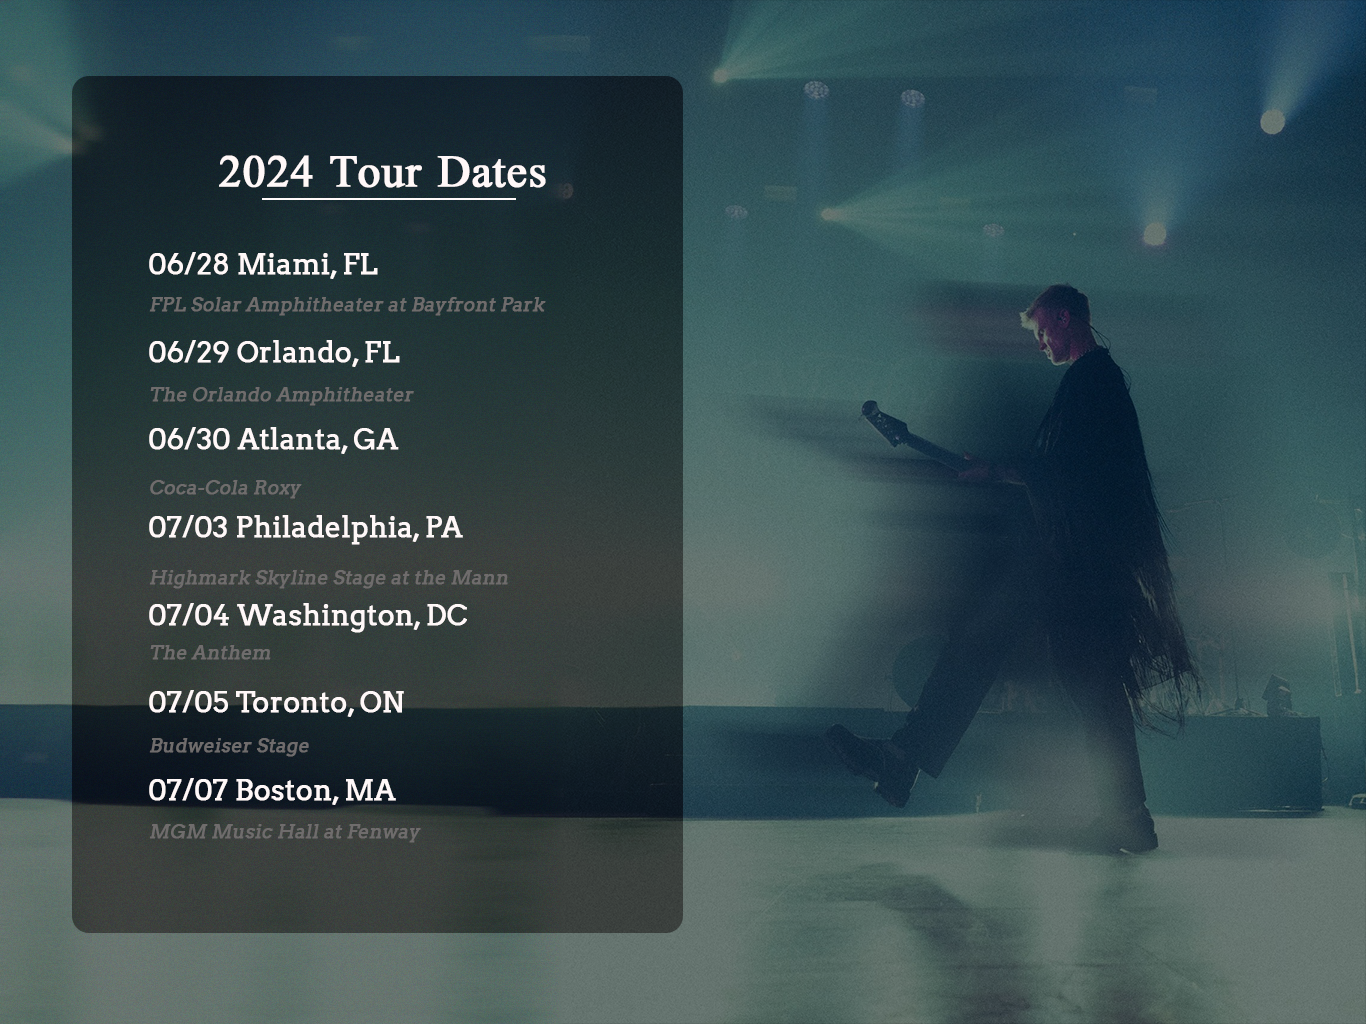 2024 Tour Dates
06/28 Miami, FL
FPL Solar Amphitheater at Bayfront Park
06/29 Orlando, FL
The Orlando Amphitheater
06/30 Atlanta, GA
Coca-Cola Roxy
07/03 Philadelphia, PA
Highmark Skyline Stage at the Mann
07/04 Washington, DC
The Anthem
07/05 Toronto, ON
Budweiser Stage
07/07 Boston, MA
MGM Music Hall at Fenway